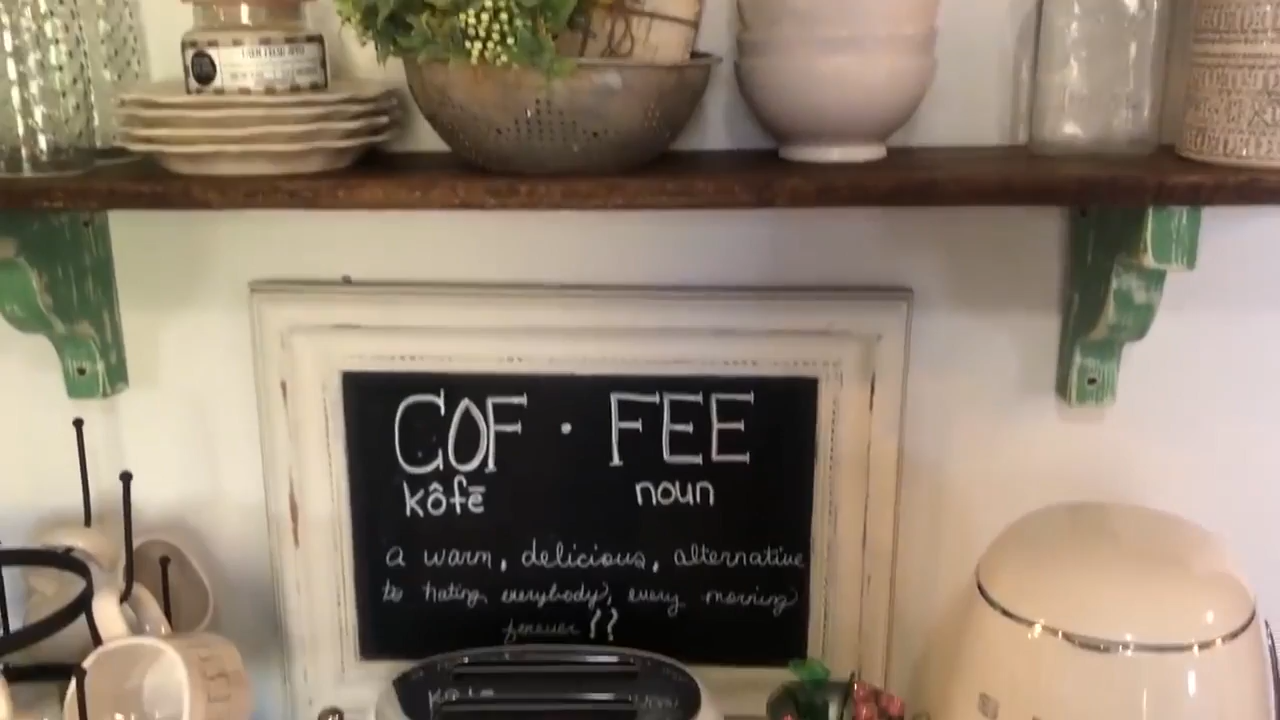 COF · FEE
kôfē noun
a warm, delicious, alternative
to hating everybody, every morning
forever !!